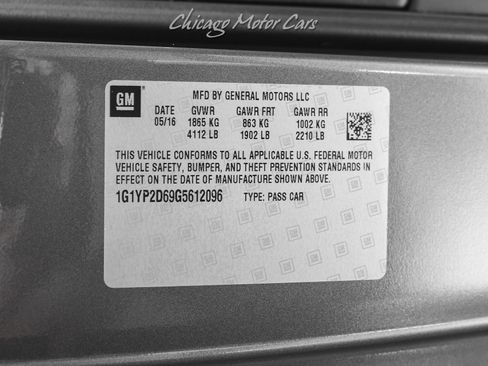 Chicago Motor Cars
GM
MFD BY GENERAL MOTORS LLC
DATE GVWR GAWR FRT GAWR RR
05/16 1865 KG 863 KG 1002 KG
4112 LB 1902 LB 2210 LB
THIS VEHICLE CONFORMS TO ALL APPLICABLE U.S. FEDERAL MOTOR
VEHICLE SAFETY, BUMPER, AND THEFT PREVENTION STANDARDS IN
EFFECT ON THE DATE OF MANUFACTURE SHOWN ABOVE.
1G1YP2D69G5612096 TYPE: PASS CAR